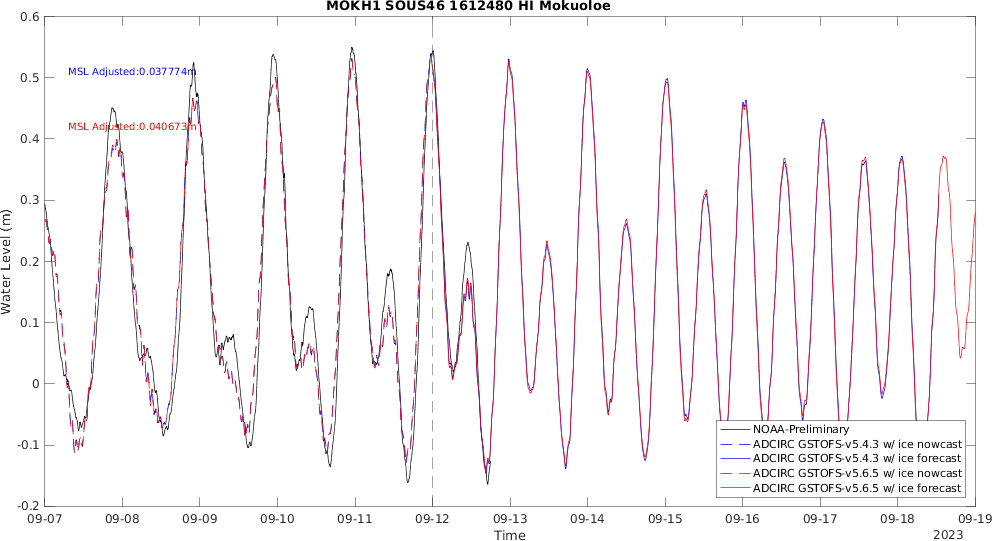 MOKH1 SOUS46 1612480 HI Mokuoloe
0.6
0.5
0.4
0.3
0.2
0.1
0
-0.1
-0.2
Water Level (m)
MSL Adjusted:0.037774m
MSL Adjusted:0.040673m
NOAA-Preliminary
ADCIRC GSTOFS-v5.4.3 w/ ice nowcast
ADCIRC GSTOFS-v5.4.3 w/ ice forecast
ADCIRC GSTOFS-v5.6.5 w/ ice nowcast
ADCIRC GSTOFS-v5.6.5 w/ ice forecast
09-07 09-08 09-09 09-10 09-11 09-12 09-13 09-14 09-15 09-16 09-17 09-18 09-19
Time
2023